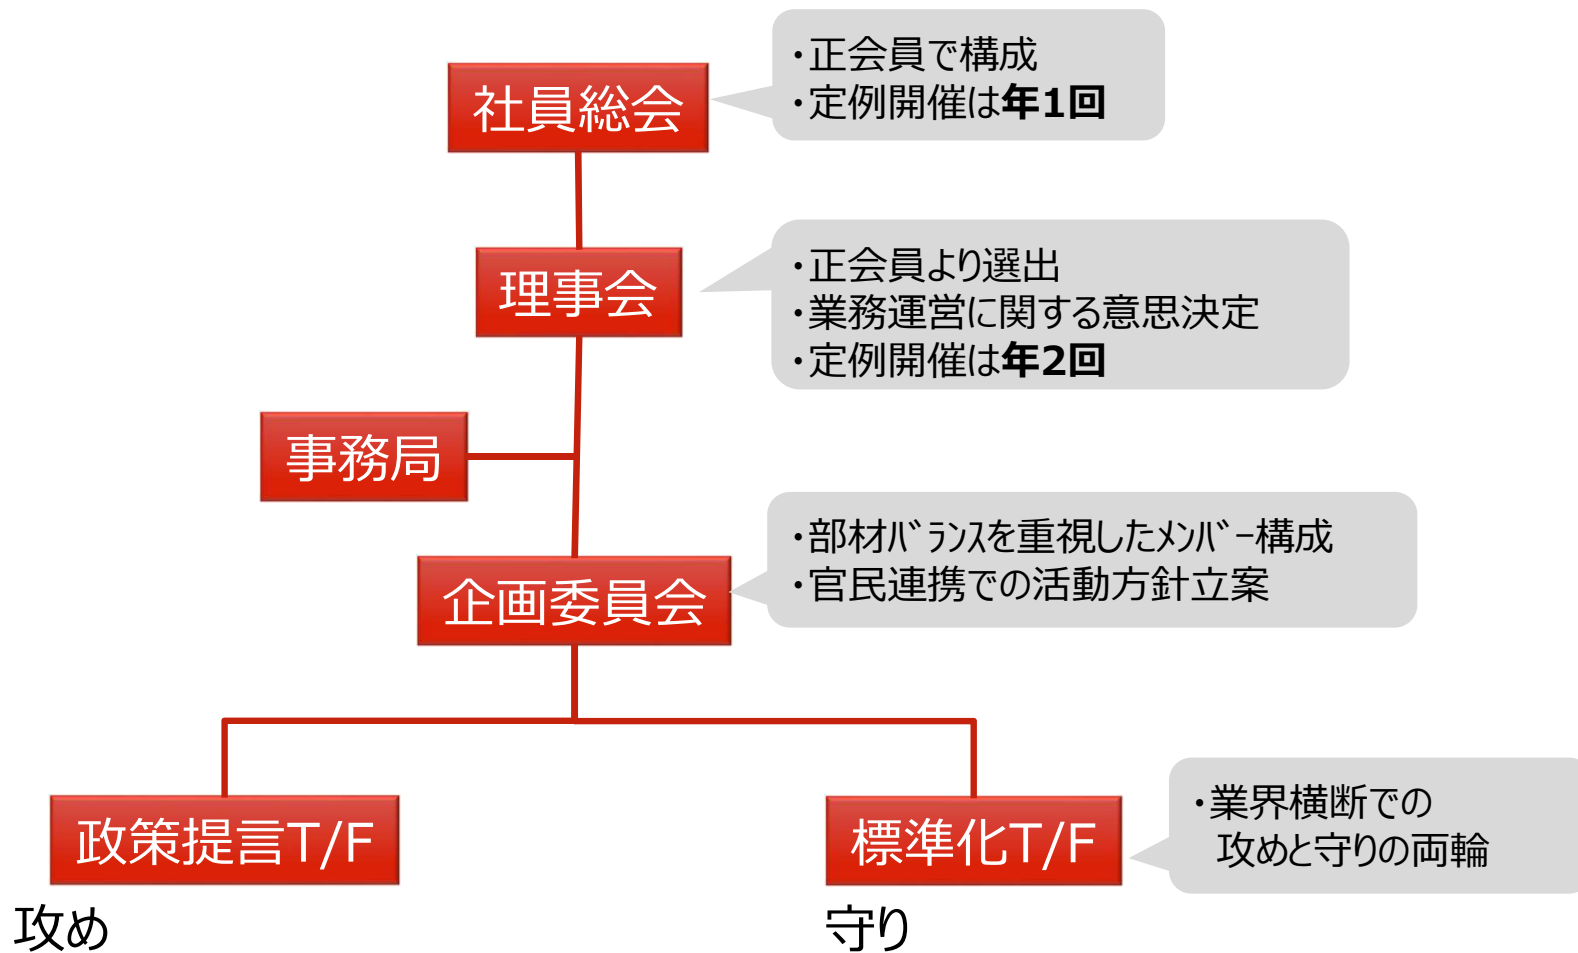 社員総会
・正会員で構成
・定例開催は年1回
理事会
・正会員より選出
・業務運営に関する意思決定
・定例開催は年2回
事務局
企画委員会
・部材ﾊﾞﾗﾝｽを重視したﾒﾝﾊﾞｰ構成
・官民連携での活動方針立案
政策提言T/F
標準化T/F
・業界横断での
攻めと守りの両輪
攻め
守り